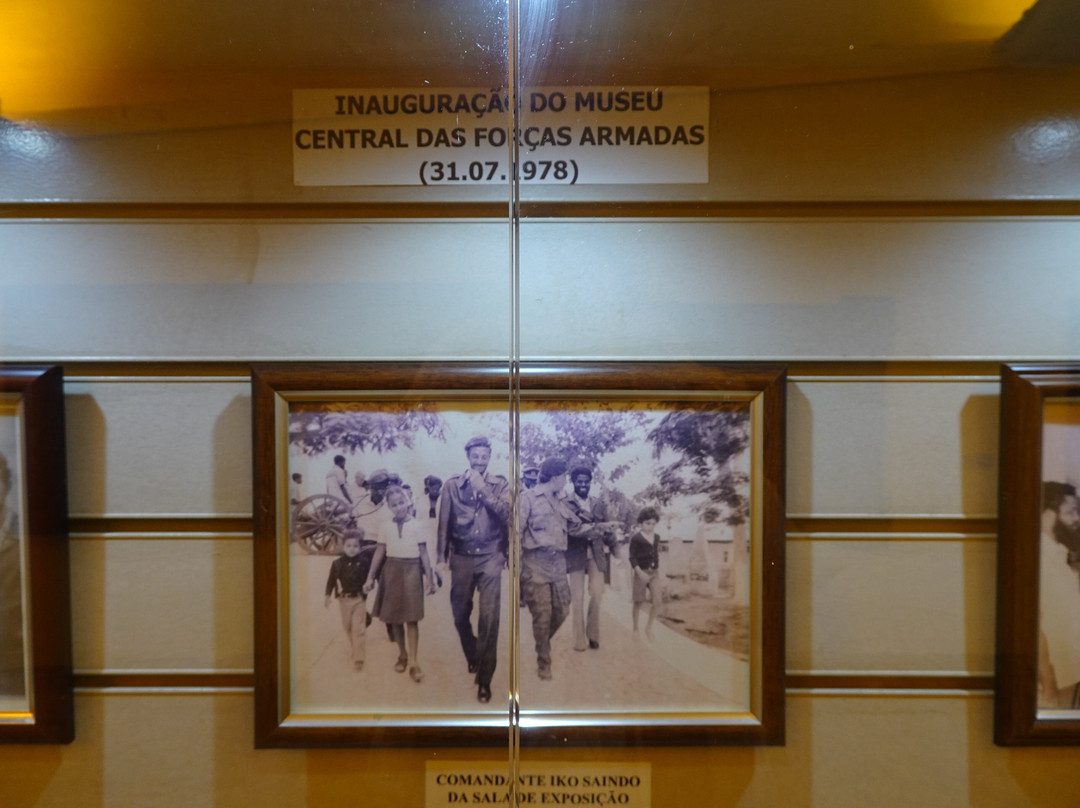 INAUGURAÇÃO DO MUSEU
CENTRAL DAS FORÇAS ARMADAS
(31.07.1978)
COMANDANTE IKO SAINDO
DA SALA DE EXPOSIÇÃO